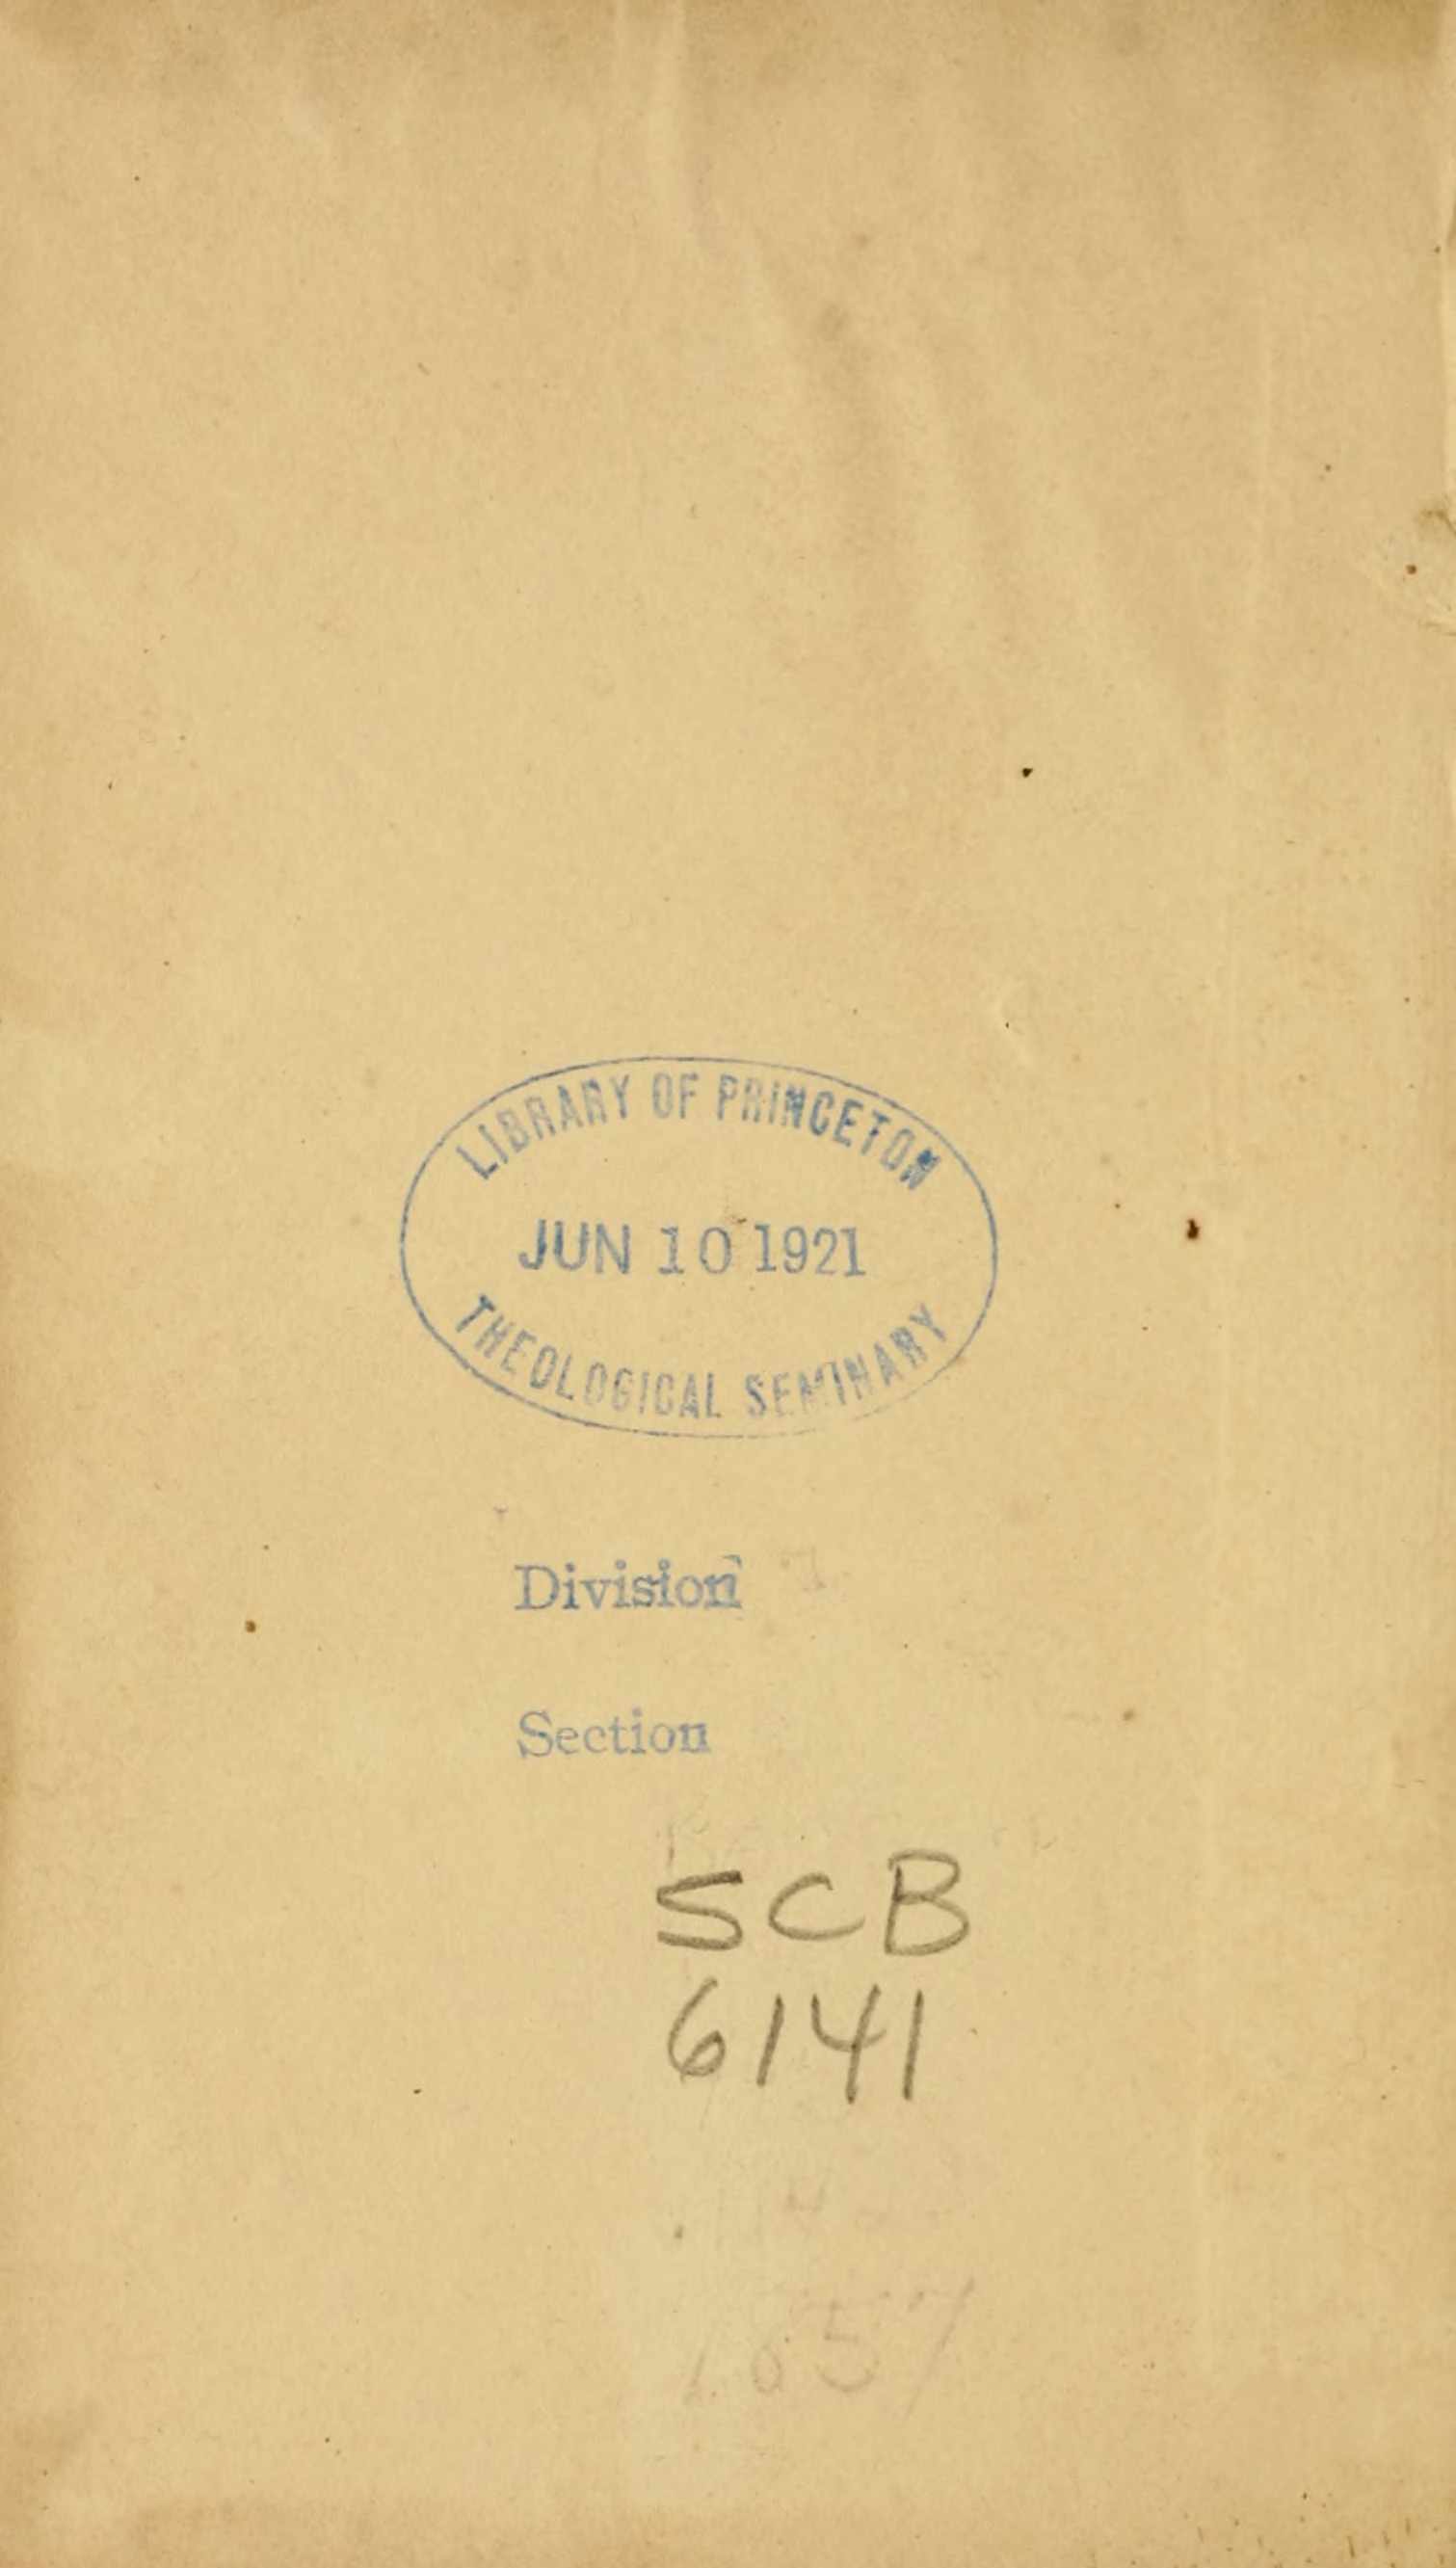 LIBRARY OF PRINCETON
JUN 10 1921
THEOLOGICAL SEMINARY
Division
Section
SCB
6141